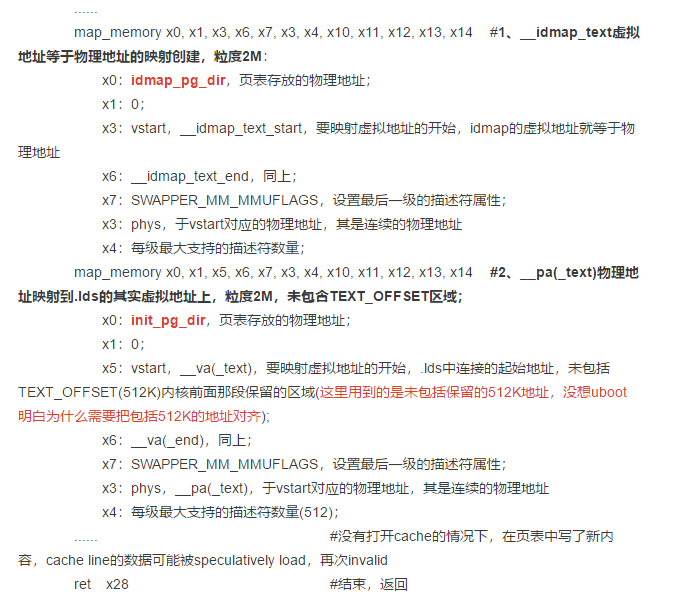 ......
map_memory x0, x1, x3, x6, x7, x3, x4, x10, x11, x12, x13, x14 #1、__idmap_text虚拟
地址等于物理地址的映射创建，粒度2M：
x0：idmap_pg_dir，页表存放的物理地址；
x1：0；
x3：vstart，__idmap_text_start，要映射虚拟地址的开始，idmap的虚拟地址就等于物
理地址
x6：__idmap_text_end，同上；
x7：SWAPPER_MM_MMUFLAGS，设置最后一级的描述符属性；
x3：phys，于vstart对应的物理地址，其是连续的物理地址
x4：每级最大支持的描述符数量；
map_memory x0, x1, x5, x6, x7, x3, x4, x10, x11, x12, x13, x14 #2、__pa(_text)物理地
址映射到.lds的其实虚拟地址上，粒度2M，未包含TEXT_OFFSET区域；
x0：init_pg_dir，页表存放的物理地址；
x1：0；
x5：vstart，__va(_text)，要映射虚拟地址的开始，.lds中连接的起始地址，未包括
TEXT_OFFSET(512K)内核前面那段保留的区域(这里用到的是未包括保留的512K地址，没想uboot
明白为什么需要把包括512K的地址对齐);
x6：__va(_end)，同上；
x7：SWAPPER_MM_MMUFLAGS，设置最后一级的描述符属性；
x3：phys，__pa(_text)，于vstart对应的物理地址，其是连续的物理地址
x4：每级最大支持的描述符数量(512)；
...... #没有打开cache的情况下，在页表中写了新内
容，cache line的数据可能被speculatively load，再次invalid
ret x28 #结束，返回